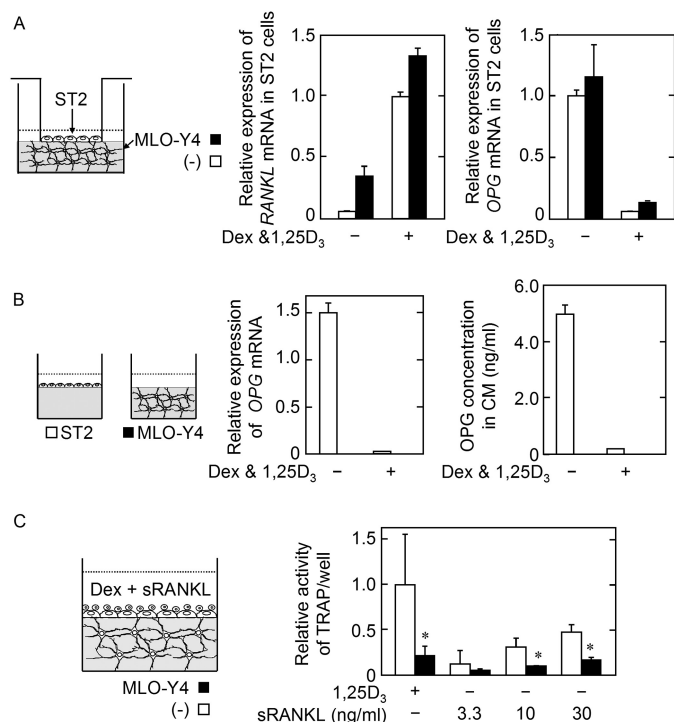 A
ST2
MLO-Y4 ■
(-) □
Relative expression of
RANKL mRNA in ST2 cells
1.5
1.0
0.5
0
Dex &1,25D3
−
+
Relative expression of
OPG mRNA in ST2 cells
1.5
1.0
0.5
0
Dex & 1,25D3
−
+
B
□ST2
■MLO-Y4
Relative expression
of OPG mRNA
1.5
1.0
0.5
0
Dex & 1,25D3
−
+
OPG concentration
in CM (ng/ml)
6.0
4.0
2.0
0
Dex & 1,25D3
−
+
C
Dex + sRANKL
MLO-Y4 ■
(-) □
Relative activity
of TRAP/well
1.5
1.0
0.5
0
*
*
*
1,25D3 + − − −
sRANKL (ng/ml) − 3.3 10 30